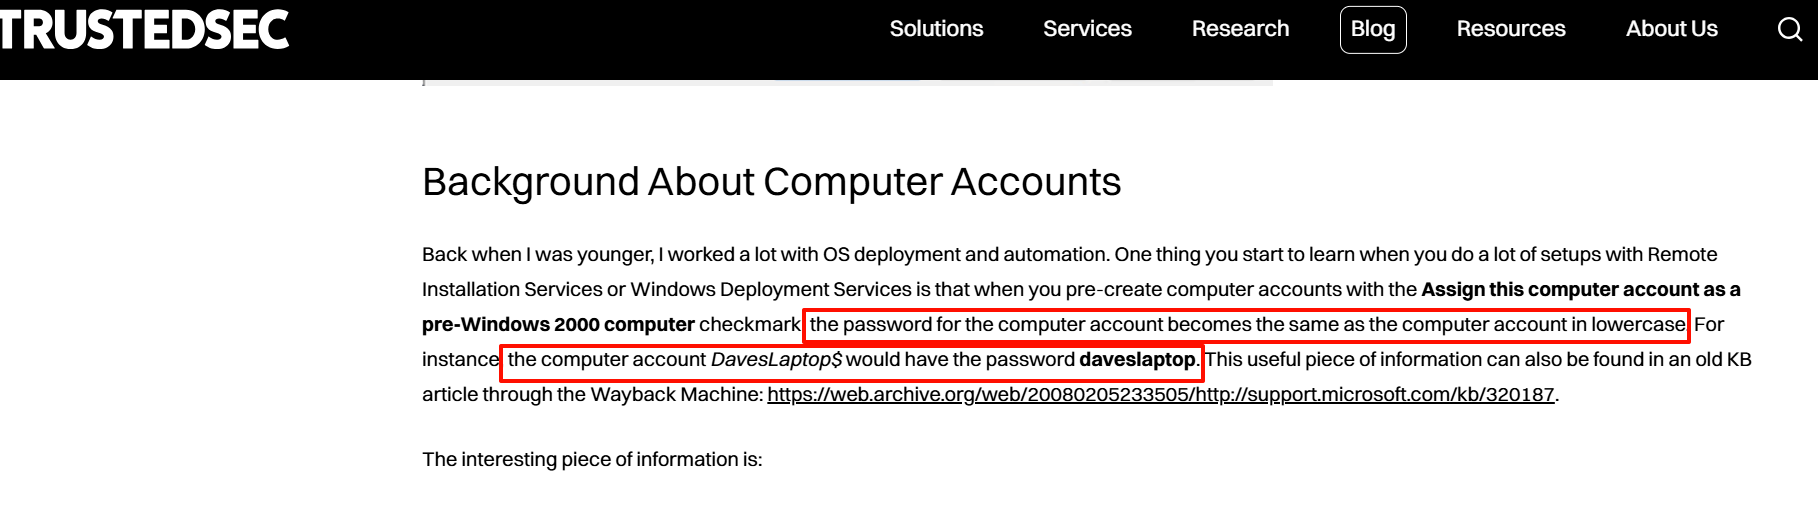 TRUSTEDSEC
Solutions Services Research Blog Resources About Us
Background About Computer Accounts
Back when I was younger, I worked a lot with OS deployment and automation. One thing you start to learn when you do a lot of setups with Remote
Installation Services or Windows Deployment Services is that when you pre-create computer accounts with the Assign this computer account as a
pre-Windows 2000 computer checkmark, the password for the computer account becomes the same as the computer account in lowercase. For
instance, the computer account DavesLaptop$ would have the password daveslaptop. This useful piece of information can also be found in an old KB
article through the Wayback Machine: https://web.archive.org/web/20080205233505/http://support.microsoft.com/kb/320187.
The interesting piece of information is: